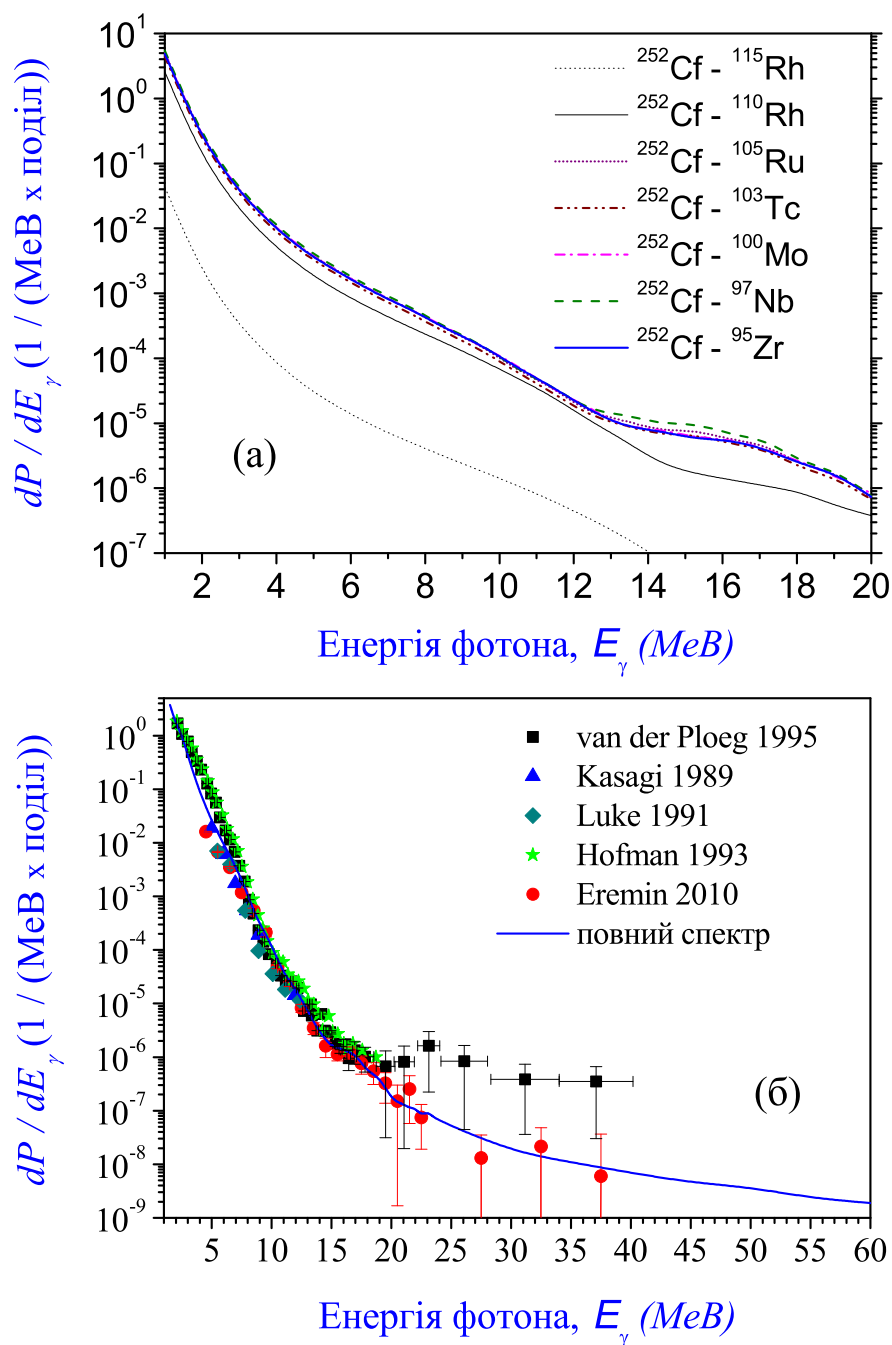 dP / dEγ (1 / (МеВ x поділ))
10^1
10^0
10^-1
10^-2
10^-3
10^-4
10^-5
10^-6
10^-7
^252Cf - ^115Rh
^252Cf - ^110Rh
^252Cf - ^105Ru
^252Cf - ^103Tc
^252Cf - ^100Mo
^252Cf - ^97Nb
^252Cf - ^95Zr
(а)
2 4 6 8 10 12 14 16 18 20
Енергія фотона, Eγ (МеВ)
dP / dEγ (1 / (МеВ x поділ))
10^0
10^-1
10^-2
10^-3
10^-4
10^-5
10^-6
10^-7
10^-8
10^-9
van der Ploeg 1995
Kasagi 1989
Luke 1991
Hofman 1993
Eremin 2010
повний спектр
(б)
5 10 15 20 25 30 35 40 45 50 55 60
Енергія фотона, Eγ (МеВ)